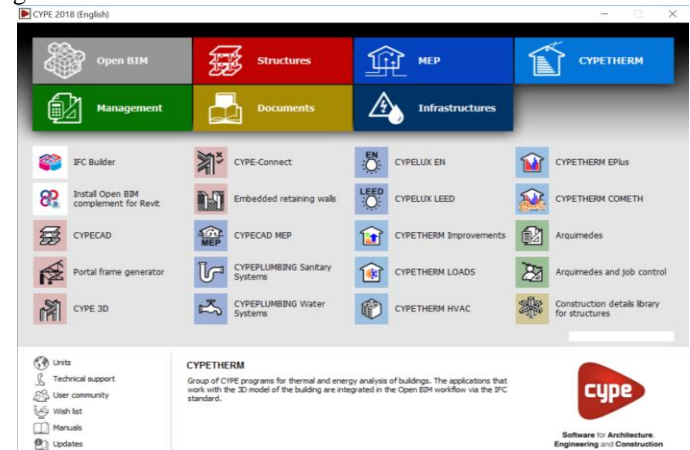 CYPE 2018 (English)
Open BIM
Structures
MEP
CYPETHERM
Management
Documents
Infrastructures
IFC Builder
CYPE-Connect
EN
CYPELUX EN
CYPETHERM EPlus
Install Open BIM
complement for Revit
Embedded retaining walls
LEED
CYPELUX LEED
CYPETHERM COMETH
CYPECAD
MEP
CYPECAD MEP
CYPETHERM Improvements
Arquimedes
Portal frame generator
CYPEPLUMBING Sanitary
Systems
CYPETHERM LOADS
Arquimedes and job control
CYPE 3D
CYPEPLUMBING Water
Systems
CYPETHERM HVAC
Construction details library
for structures
Units
Technical support
User community
Wish list
Manuals
Updates
CYPETHERM
Group of CYPE programs for thermal and energy analysis of buildings. The applications that
work with the 3D model of the building are integrated in the Open BIM workflow via the IFC
standard.
cype
Software for Architecture,
Engineering and Construction